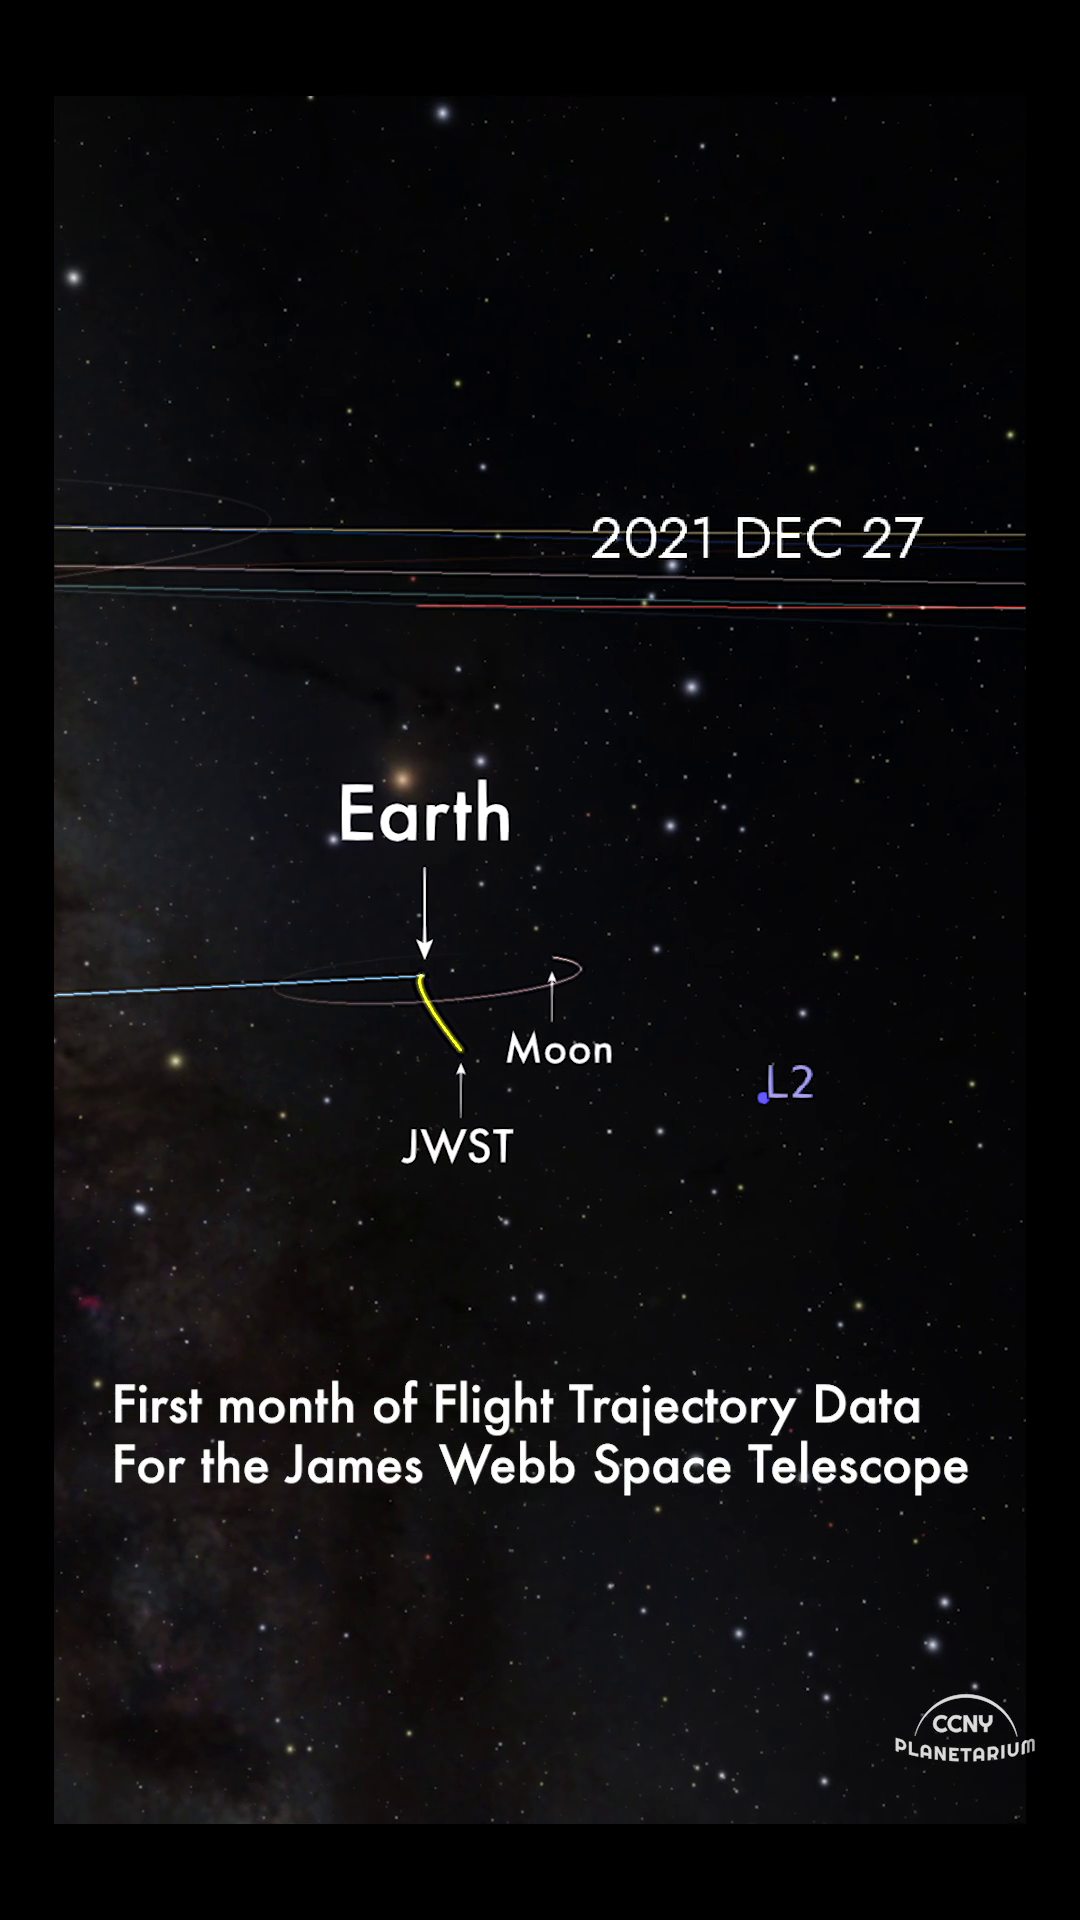 2021 DEC 27
Earth
Moon
L2
JWST
First month of Flight Trajectory Data
For the James Webb Space Telescope
CCNY
PLANETARIUM